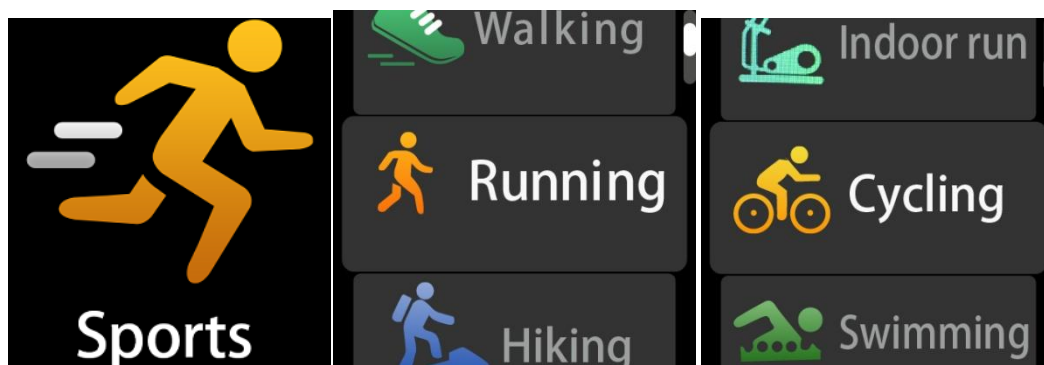 Sports
Walking
Running
Hiking
Indoor run
Cycling
Swimming